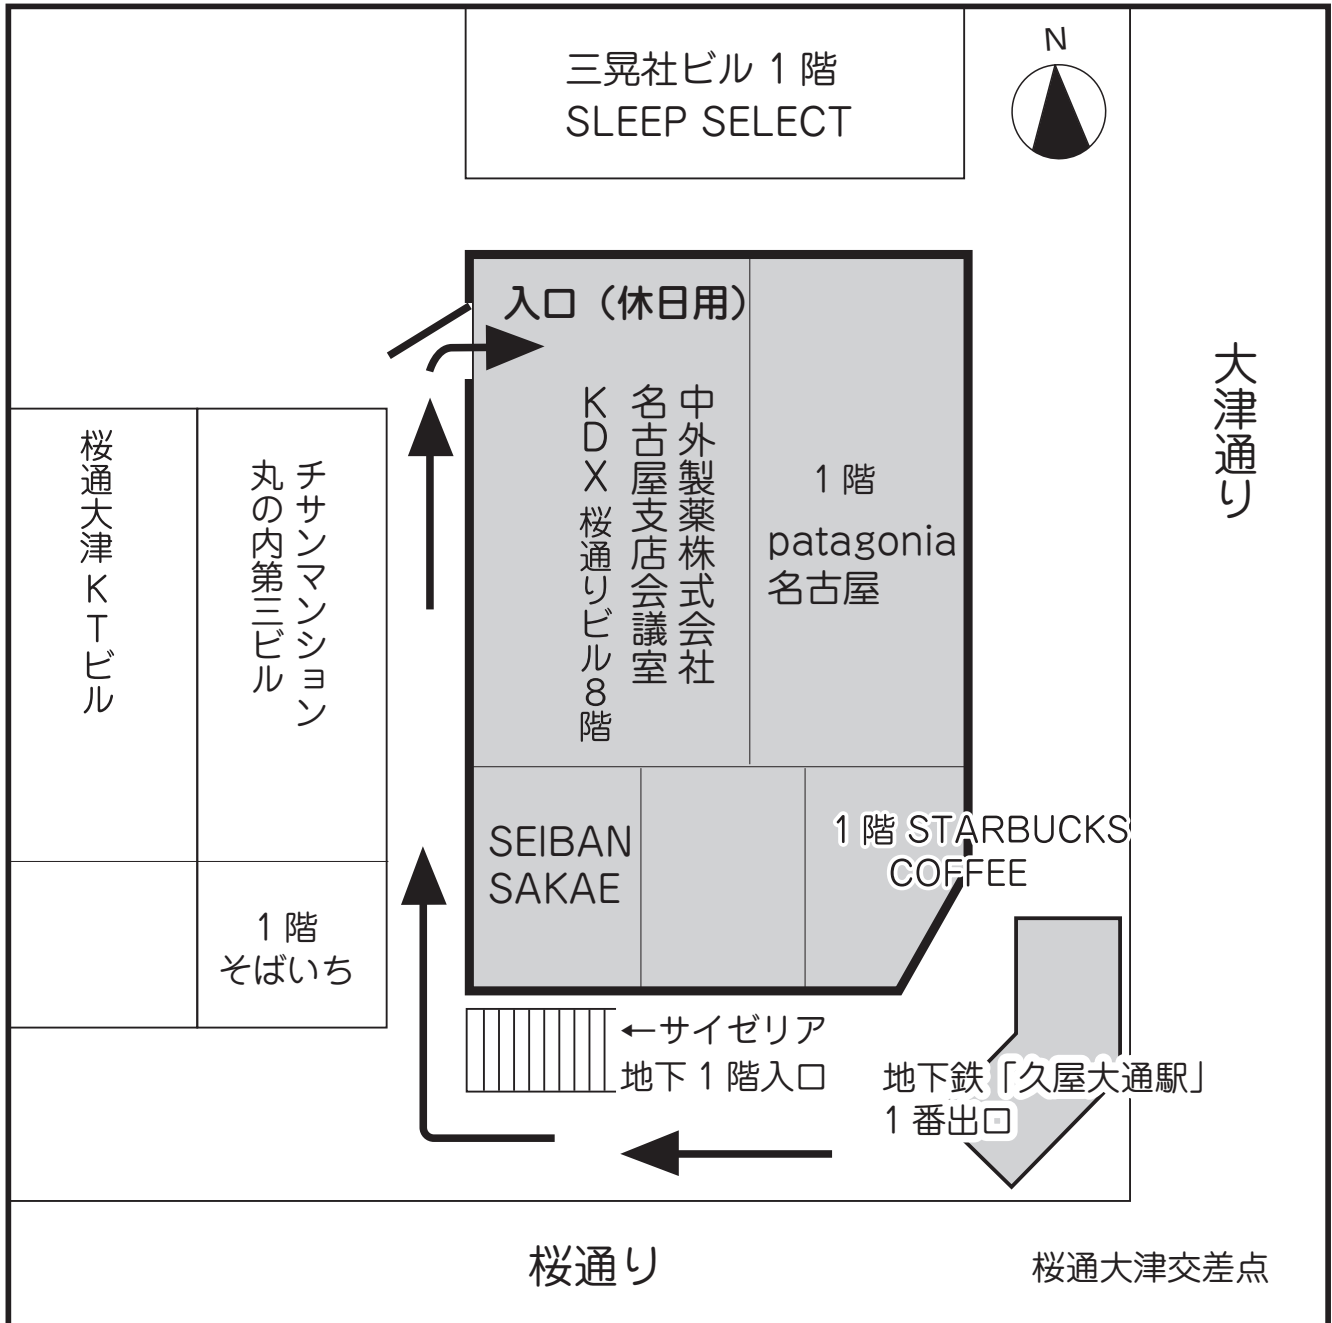 三晃社ビル 1 階
SLEEP SELECT
N
入口（休日用）
中外製薬株式会社
名古屋支店会議室
KDX 桜通りビル8階
1 階
patagonia
名古屋
大津通り
チサンマンション
丸の内第三ビル
桜通大津KTビル
SEIBAN
SAKAE
1 階 STARBUCKS
COFFEE
1 階
そばいち
←サイゼリア
地下 1 階入口
地下鉄「久屋大通駅」
1 番出口
桜通り
桜通大津交差点